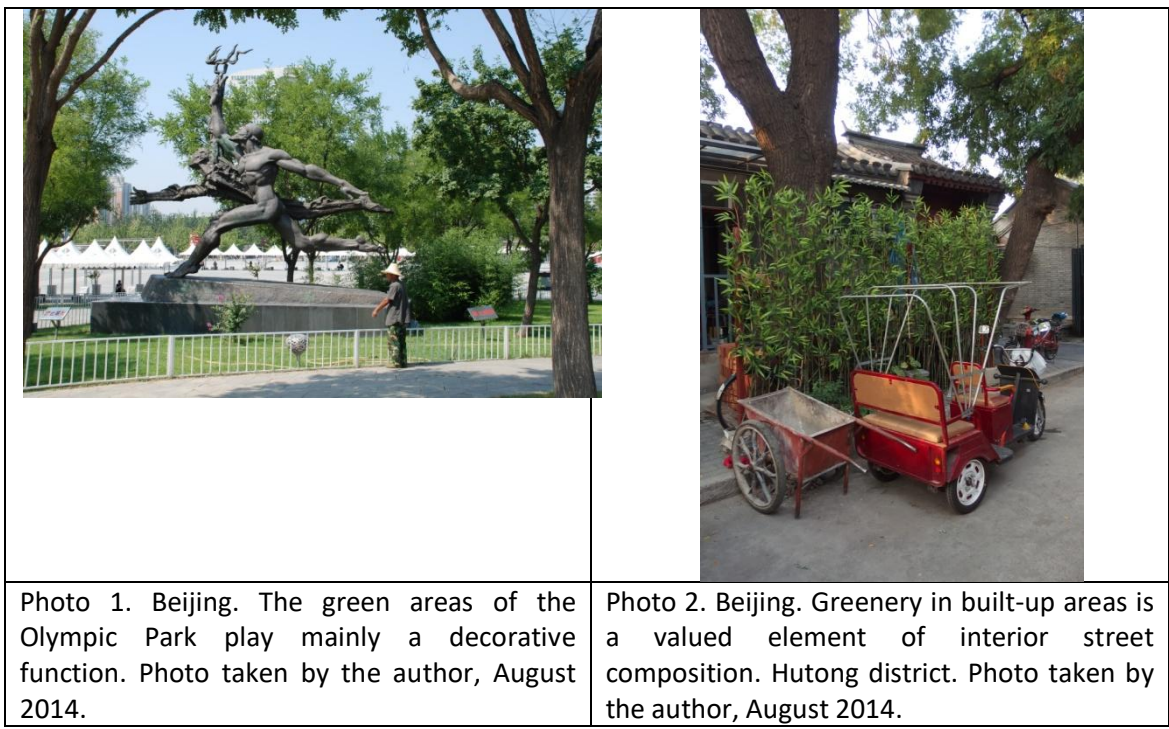 Photo 1. Beijing. The green areas of the
Olympic Park play mainly a decorative
function. Photo taken by the author, August
2014.
Photo 2. Beijing. Greenery in built-up areas is
a valued element of interior street
composition. Hutong district. Photo taken by
the author, August 2014.